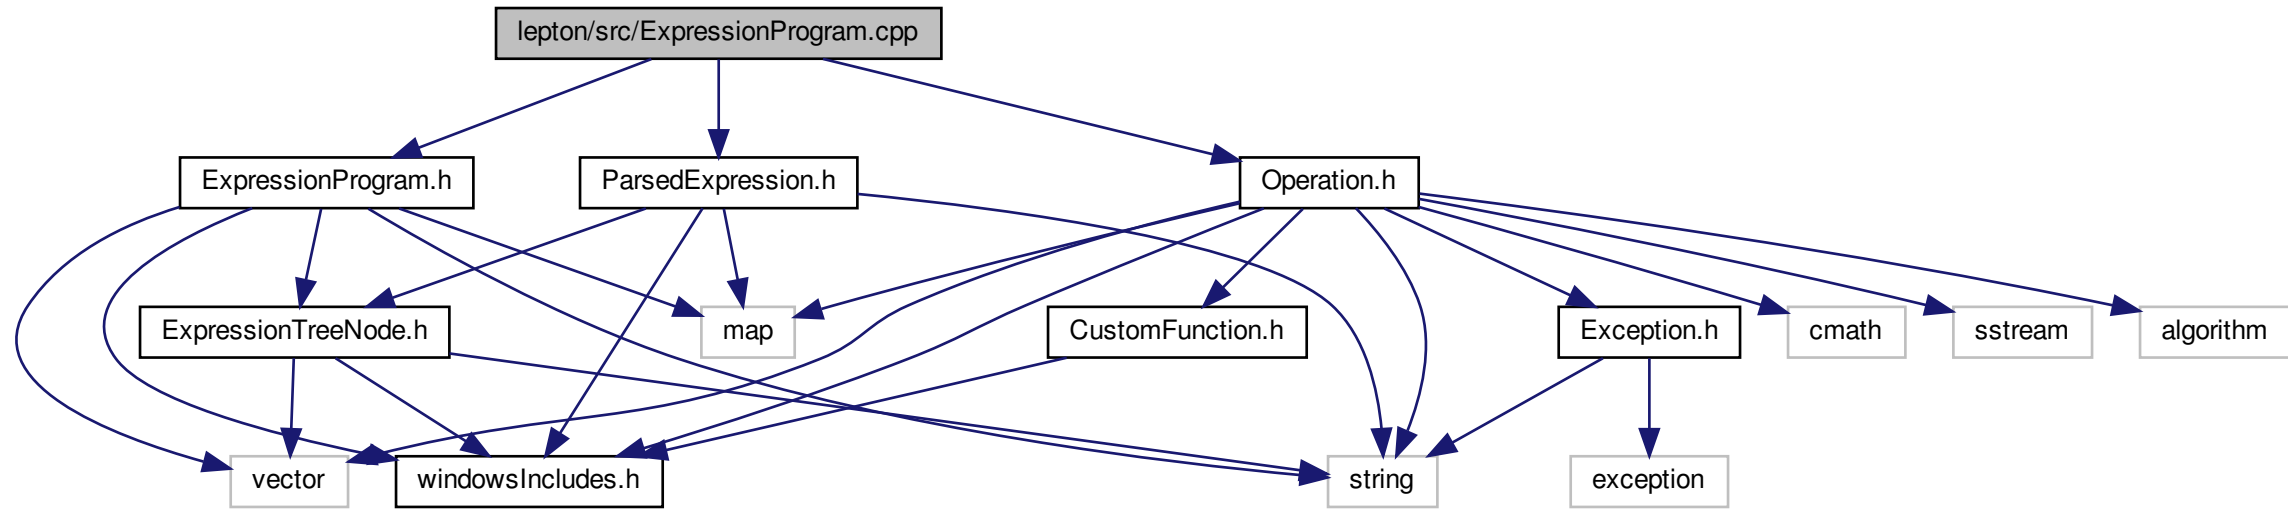 lepton/src/ExpressionProgram.cpp
ExpressionProgram.h
ParsedExpression.h
Operation.h
ExpressionTreeNode.h
map
CustomFunction.h
Exception.h
cmath
sstream
algorithm
vector
windowsIncludes.h
string
exception